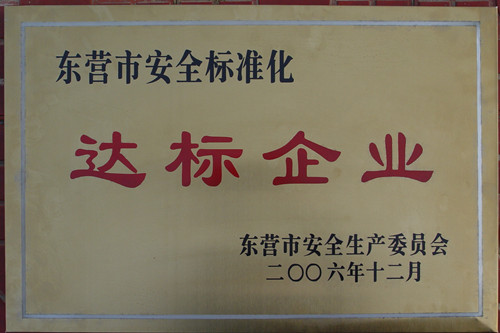 东营市安全标准化
达标企业
东营市安全生产委员会
二〇〇六年十二月